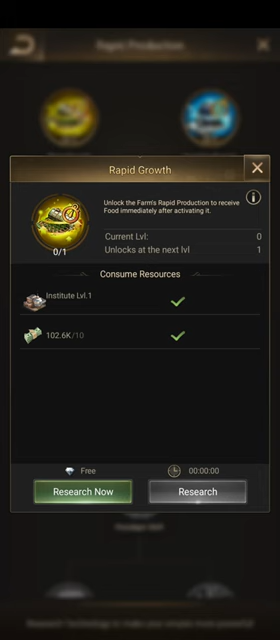 Rapid Production
Rapid Growth
Unlock the Farm's Rapid Production to receive
Food immediately after activating it.
0/1
Current Lvl: 0
Unlocks at the next lvl 1
Consume Resources
Institute Lvl.1
102.6K/10
Free
00:00:00
Research Now
Research